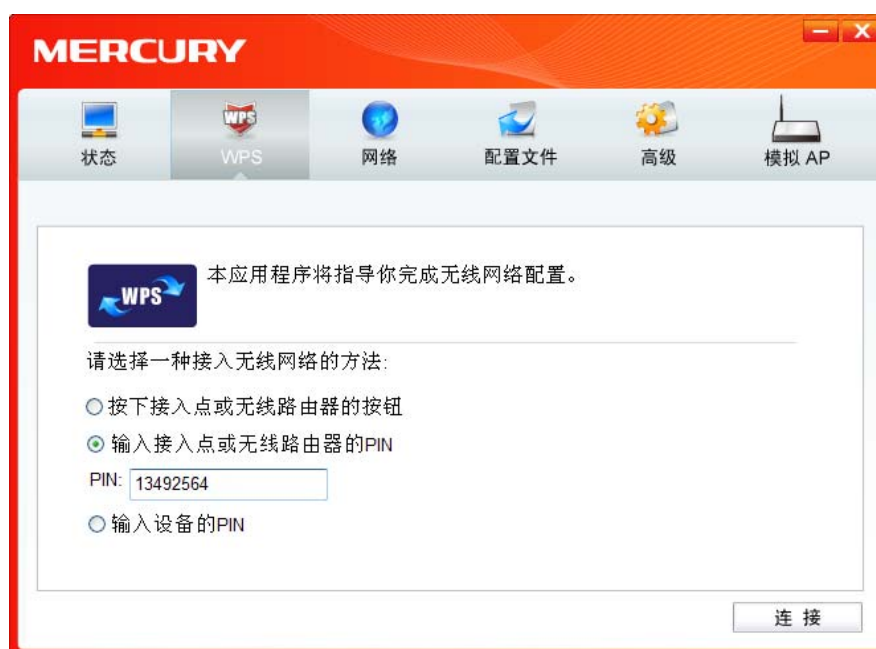 MERCURY
状态 WPS 网络 配置文件 高级 模拟 AP
WPS
本应用程序将指导你完成无线网络配置。
请选择一种接入无线网络的方法:
按下接入点或无线路由器的按钮
输入接入点或无线路由器的PIN
PIN: 13492564
输入设备的PIN
连 接